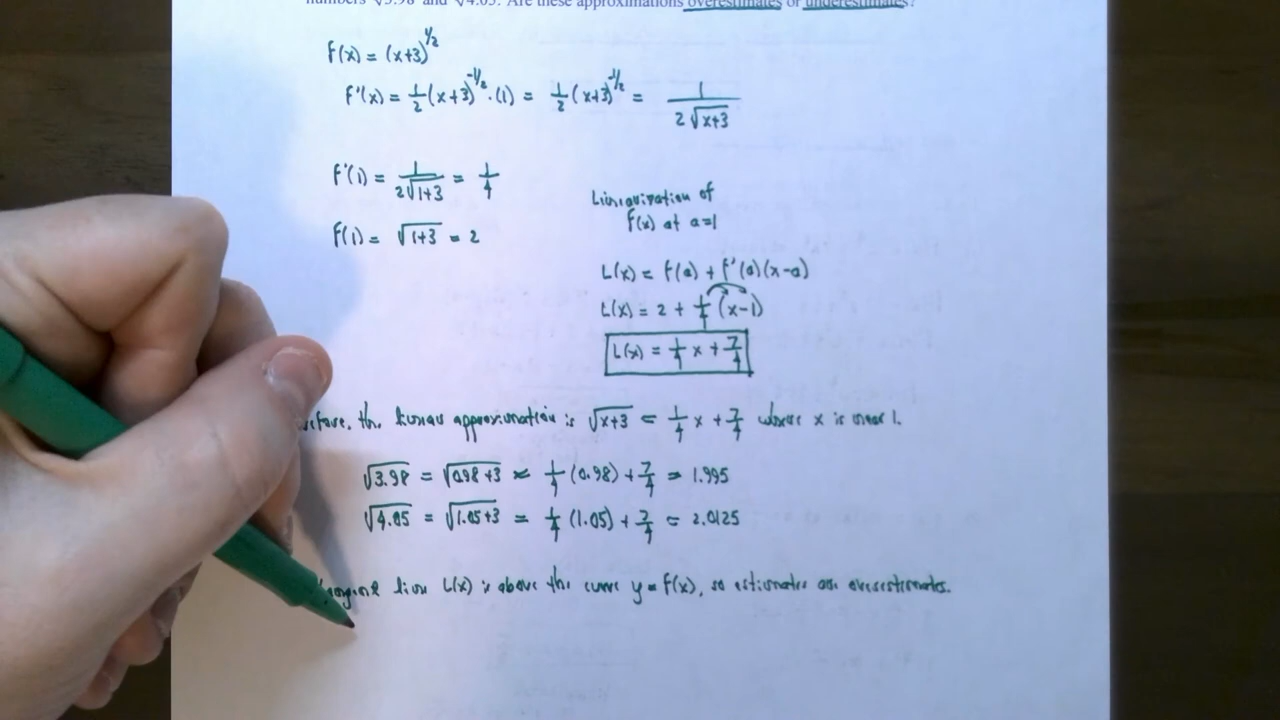 numbers √3.98 and √4.05. Are these approximations overestimates or underestimates?
f(x) = (x+3)^1/2
f'(x) = 1/2 (x+3)^-1/2 · (1) = 1/2 (x+3)^-1/2 = 1/(2√x+3)
f'(1) = 1/(2√1+3) = 1/4
f(1) = √1+3 = 2
Linearization of
f(x) at a=1
L(x) = f(a) + f'(a)(x-a)
L(x) = 2 + 1/4 (x-1)
L(x) = 1/4 x + 7/4
efore, the linear approximation is √x+3 ≈ 1/4 x + 7/4 where x is near 1.
√3.98 = √0.98+3 ≈ 1/4 (0.98) + 7/4 = 1.995
√4.05 = √1.05+3 ≈ 1/4 (1.05) + 7/4 = 2.0125
line L(x) is above the curve y = f(x), so estimates are overestimates.